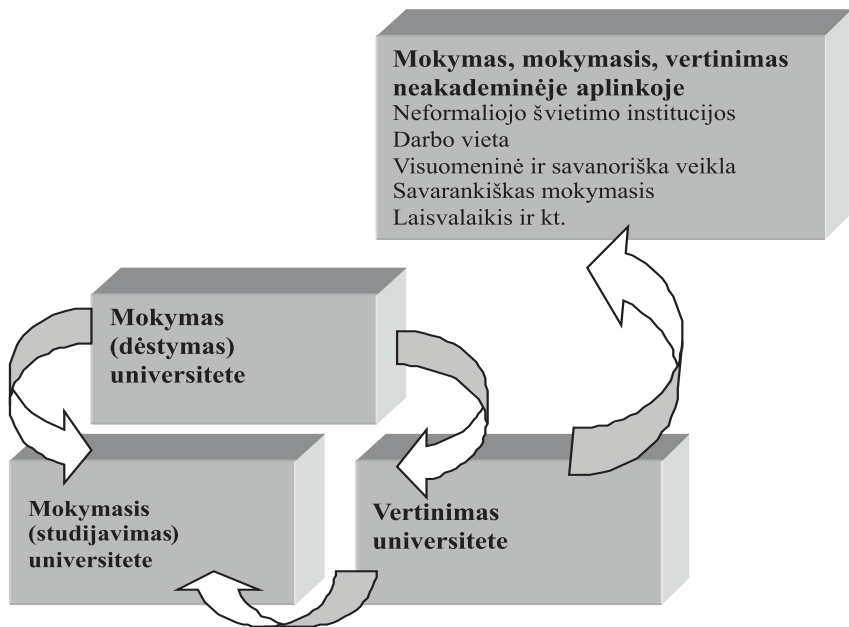 Mokymas, mokymasis, vertinimas
neakademinėje aplinkoje
Neformaliojo švietimo institucijos
Darbo vieta
Visuomeninė ir savanoriška veikla
Savarankiškas mokymasis
Laisvalaikis ir kt.
Mokymas
(dėstymas)
universitete
Mokymasis
(studijavimas)
universitete
Vertinimas
universitete